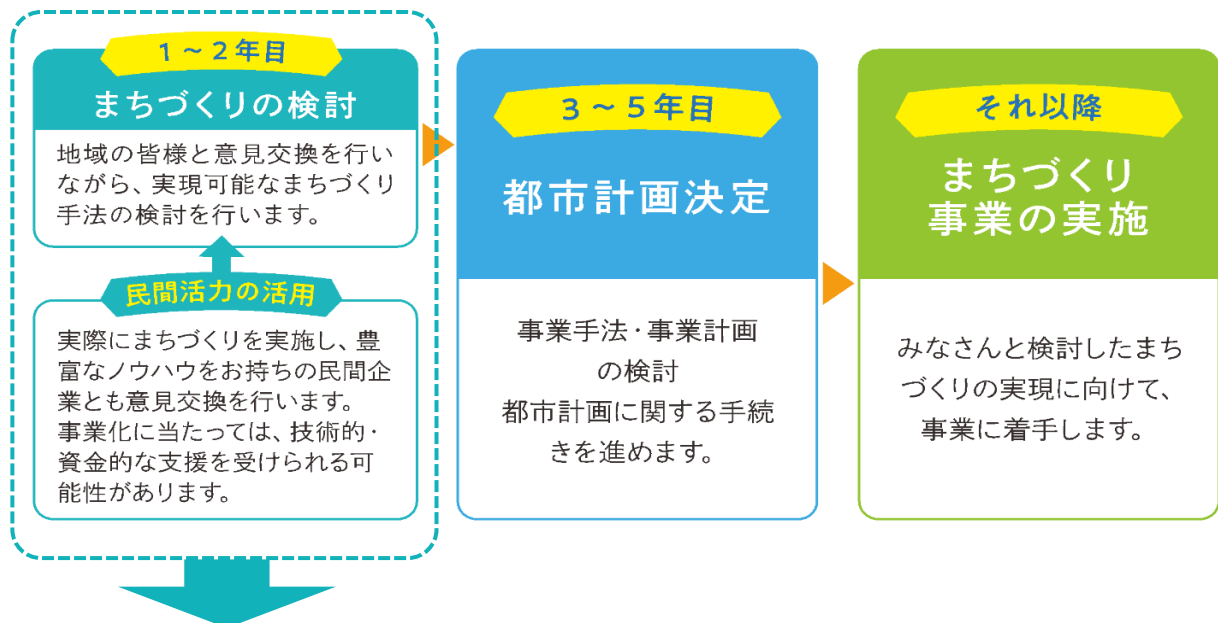 1～2年目
まちづくりの検討
地域の皆様と意見交換を行い
ながら、実現可能なまちづくり
手法の検討を行います。
民間活力の活用
実際にまちづくりを実施し、豊
富なノウハウをお持ちの民間企
業とも意見交換を行います。
事業化に当たっては、技術的・
資金的な支援を受けられる可
能性があります。
3～5年目
都市計画決定
事業手法・事業計画
の検討
都市計画に関する手続
きを進めます。
それ以降
まちづくり
事業の実施
みなさんと検討したまち
づくりの実現に向けて、
事業に着手します。